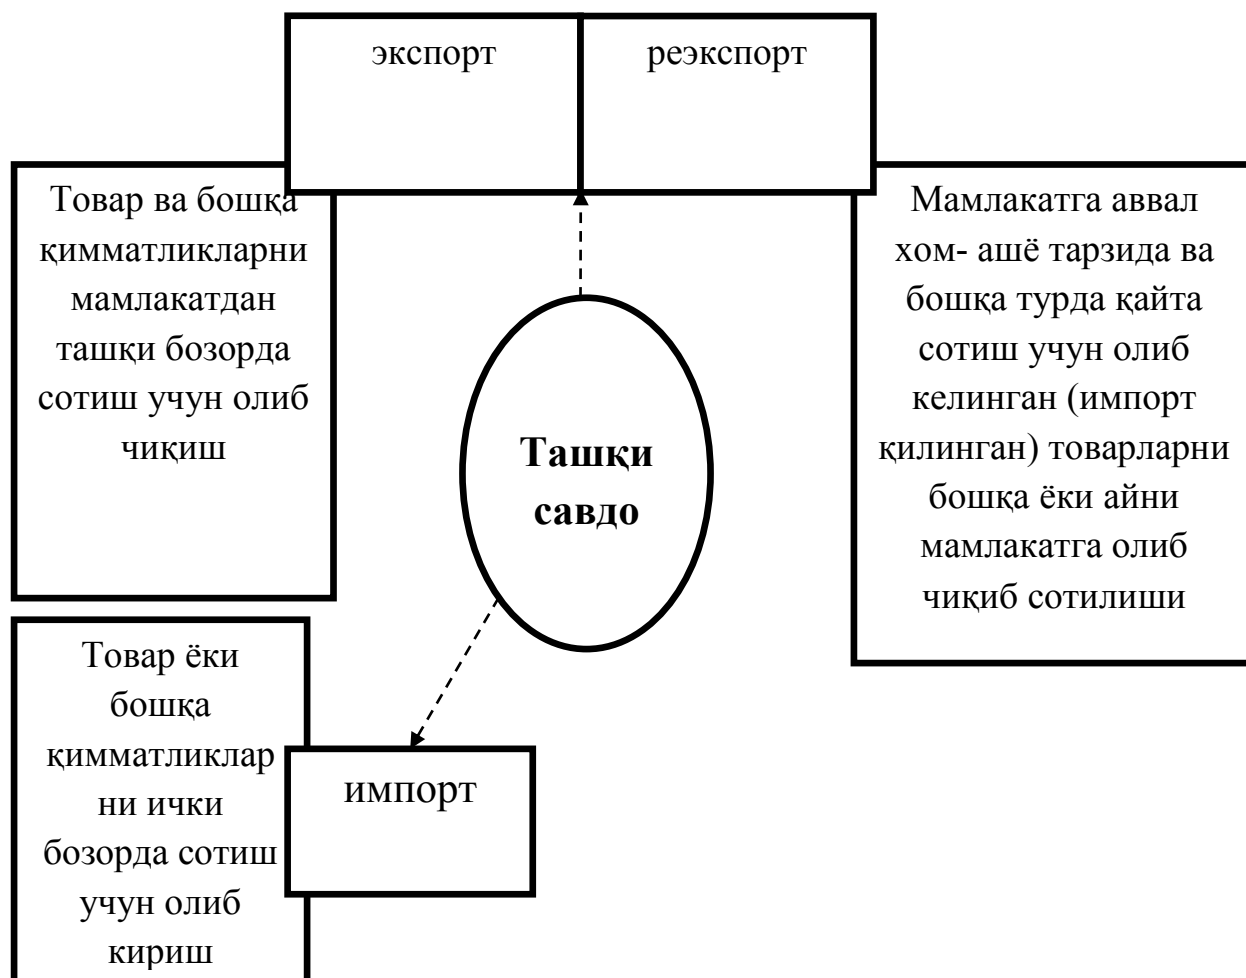 экспорт
реэкспорт
Товар ва бошқа
қимматликларни
мамлакатдан
ташқи бозорда
сотиш учун олиб
чиқиш
Мамлакатга аввал
хом- ашё тарзида ва
бошқа турда қайта
сотиш учун олиб
келинган (импорт
қилинган) товарларни
бошқа ёки айни
мамлакатга олиб
чиқиб сотилиши
Ташқи
савдо
Товар ёки
бошқа
қимматликлар
ни ички
бозорда сотиш
учун олиб
кириш
импорт